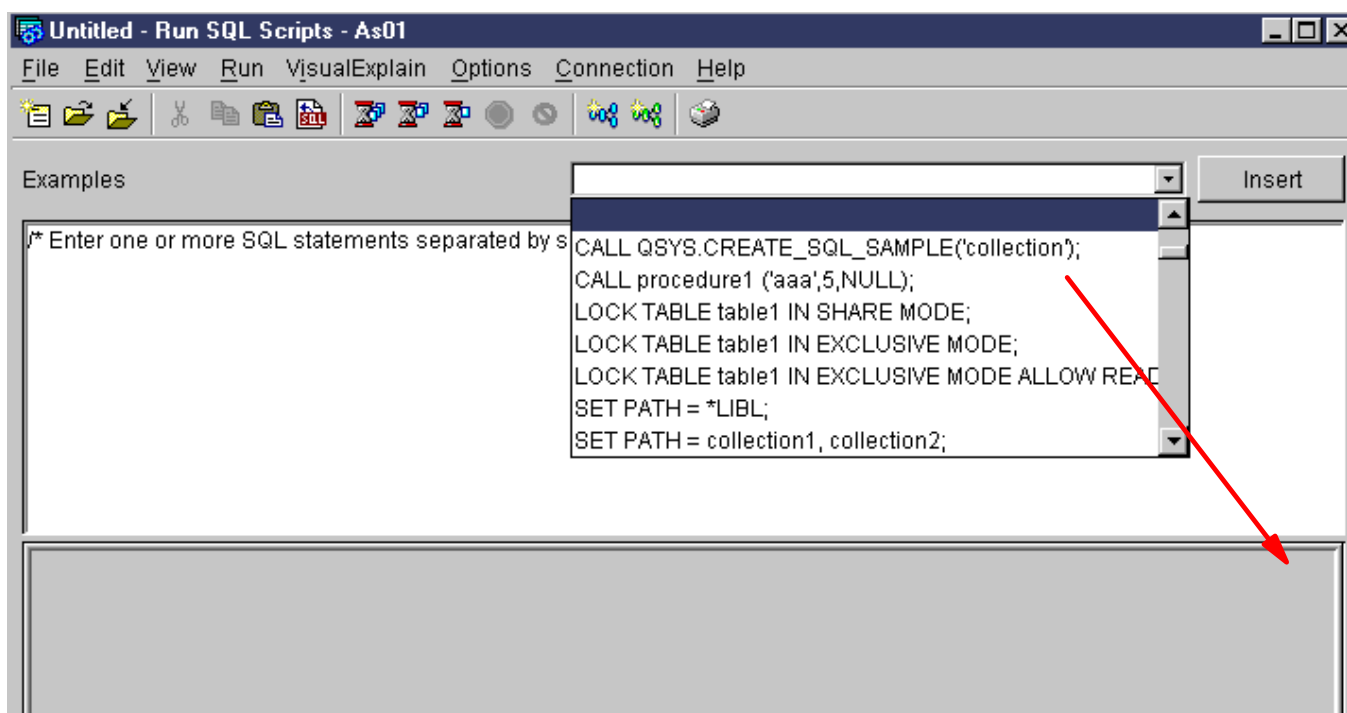 Untitled - Run SQL Scripts - As01
File Edit View Run VisualExplain Options Connection Help
SQL
Examples
Insert
/* Enter one or more SQL statements separated by s
CALL QSYS.CREATE_SQL_SAMPLE('collection');
CALL procedure1 ('aaa',5,NULL);
LOCK TABLE table1 IN SHARE MODE;
LOCK TABLE table1 IN EXCLUSIVE MODE;
LOCK TABLE table1 IN EXCLUSIVE MODE ALLOW READ
SET PATH = *LIBL;
SET PATH = collection1, collection2;